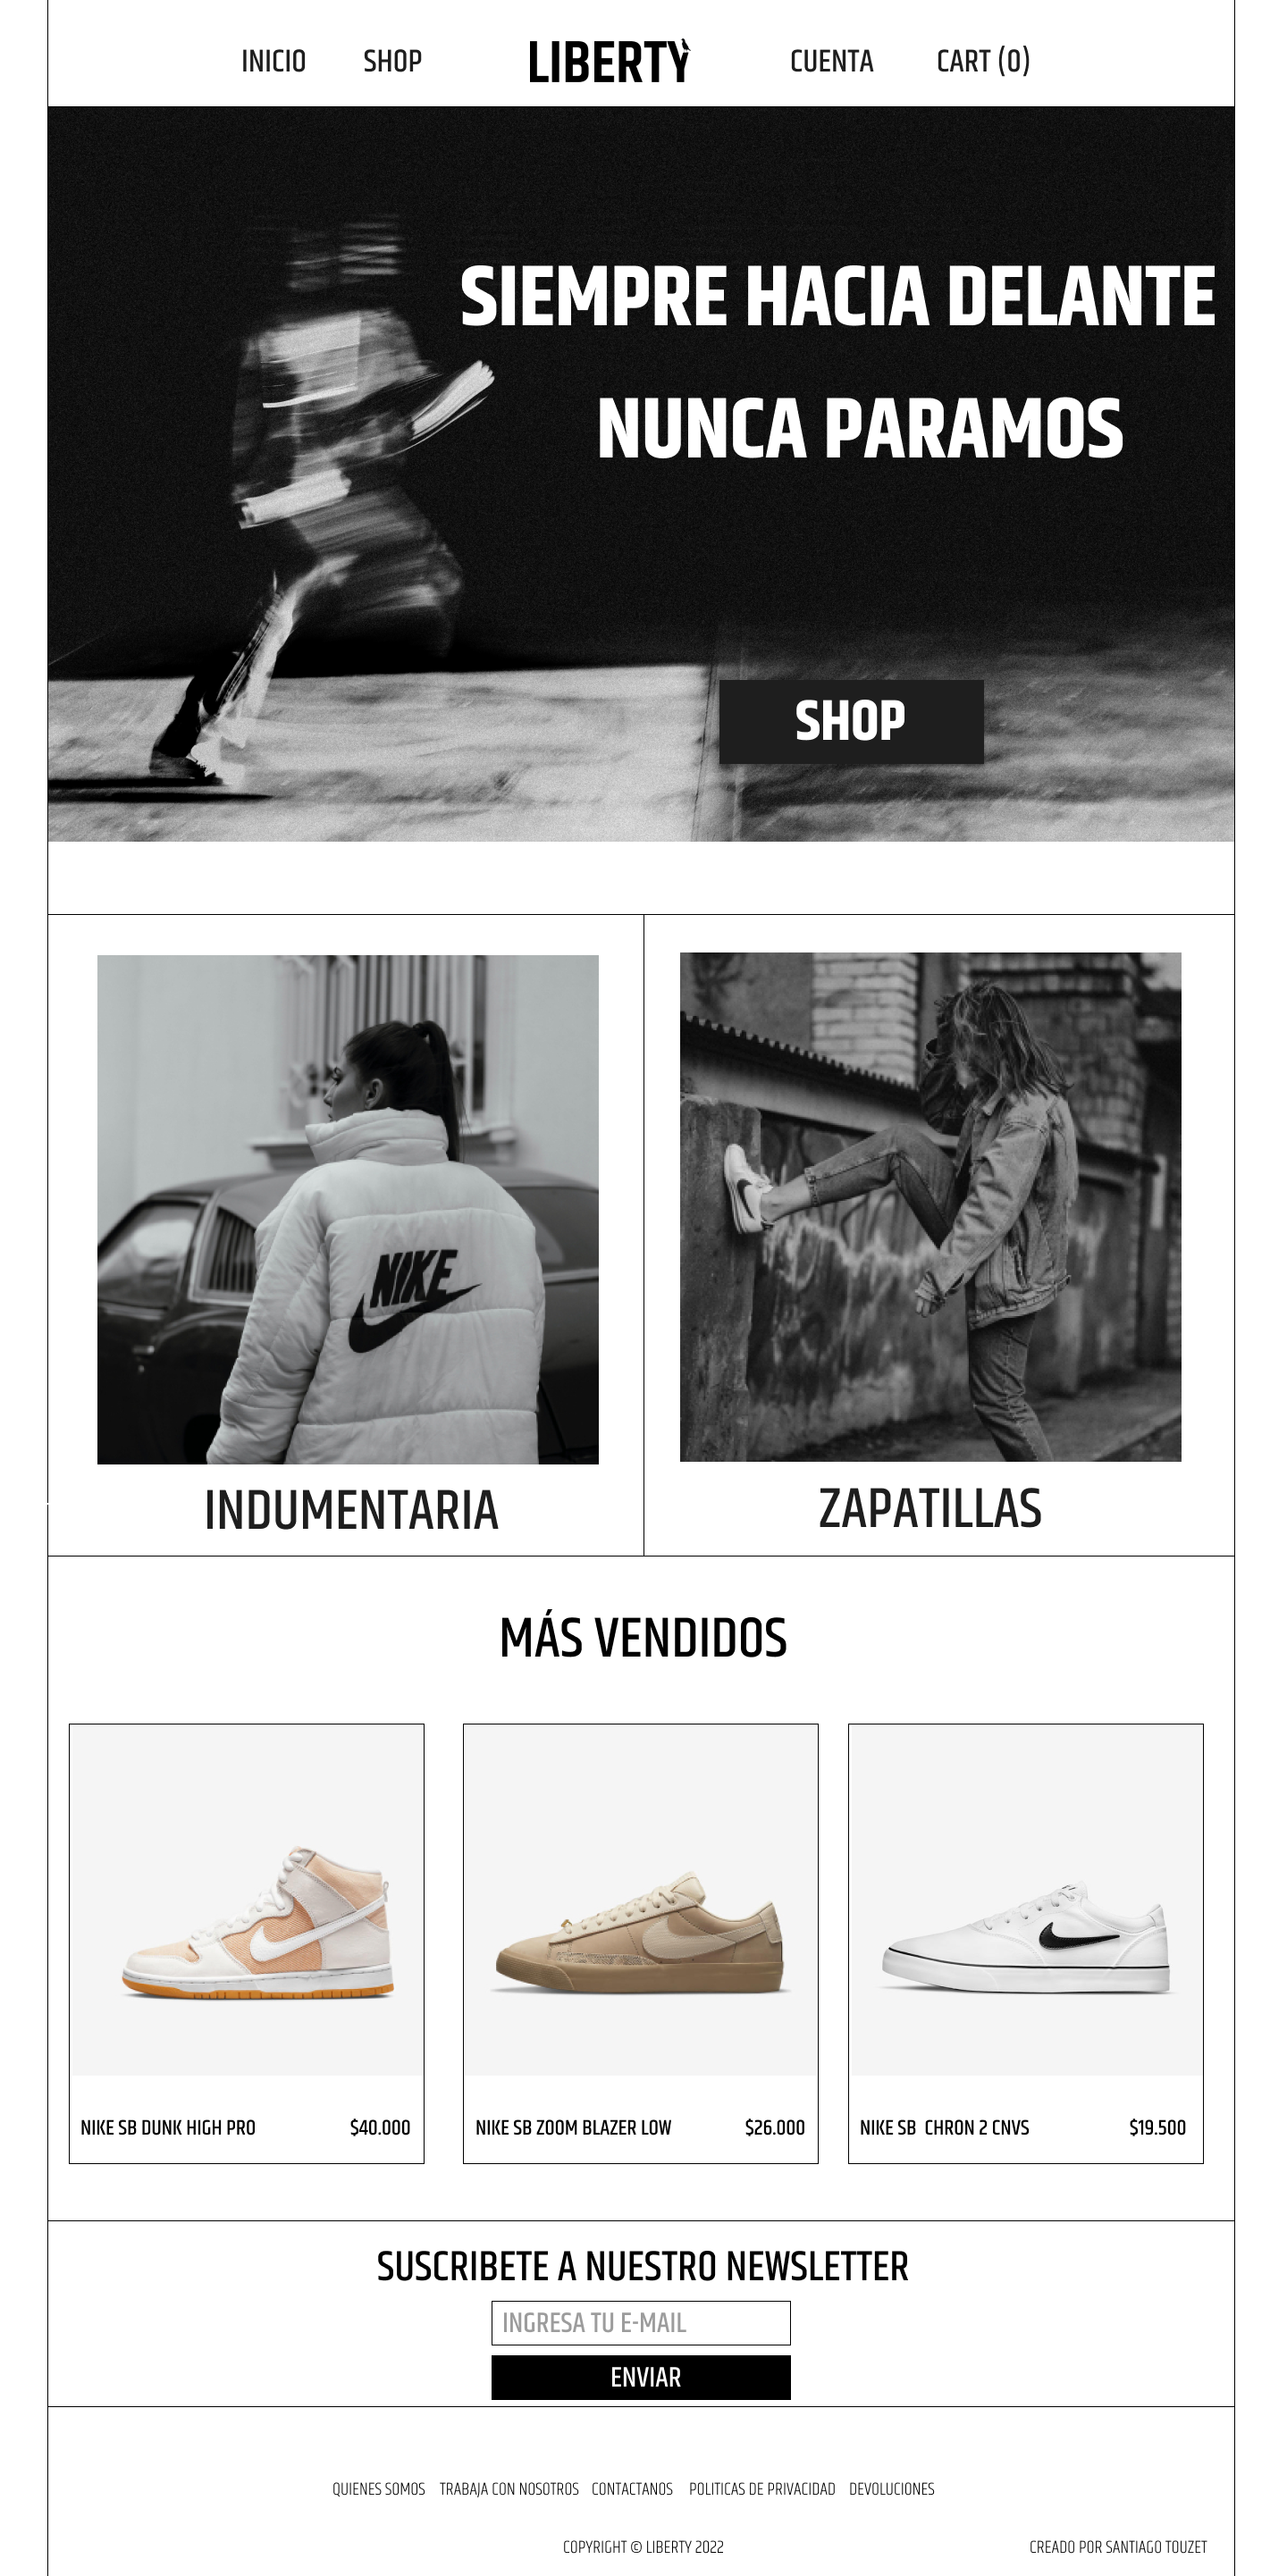 INICIO SHOP LIBERTY CUENTA CART (0)
SIEMPRE HACIA DELANTE
NUNCA PARAMOS
SHOP
NIKE
INDUMENTARIA ZAPATILLAS
MÁS VENDIDOS
NIKE SB DUNK HIGH PRO $40.000 NIKE SB ZOOM BLAZER LOW $26.000 NIKE SB CHRON 2 CNVS $19.500
SUSCRIBETE A NUESTRO NEWSLETTER
INGRESA TU E-MAIL
ENVIAR
QUIENES SOMOS TRABAJA CON NOSOTROS CONTACTANOS POLITICAS DE PRIVACIDAD DEVOLUCIONES
COPYRIGHT © LIBERTY 2022 CREADO POR SANTIAGO TOUZET